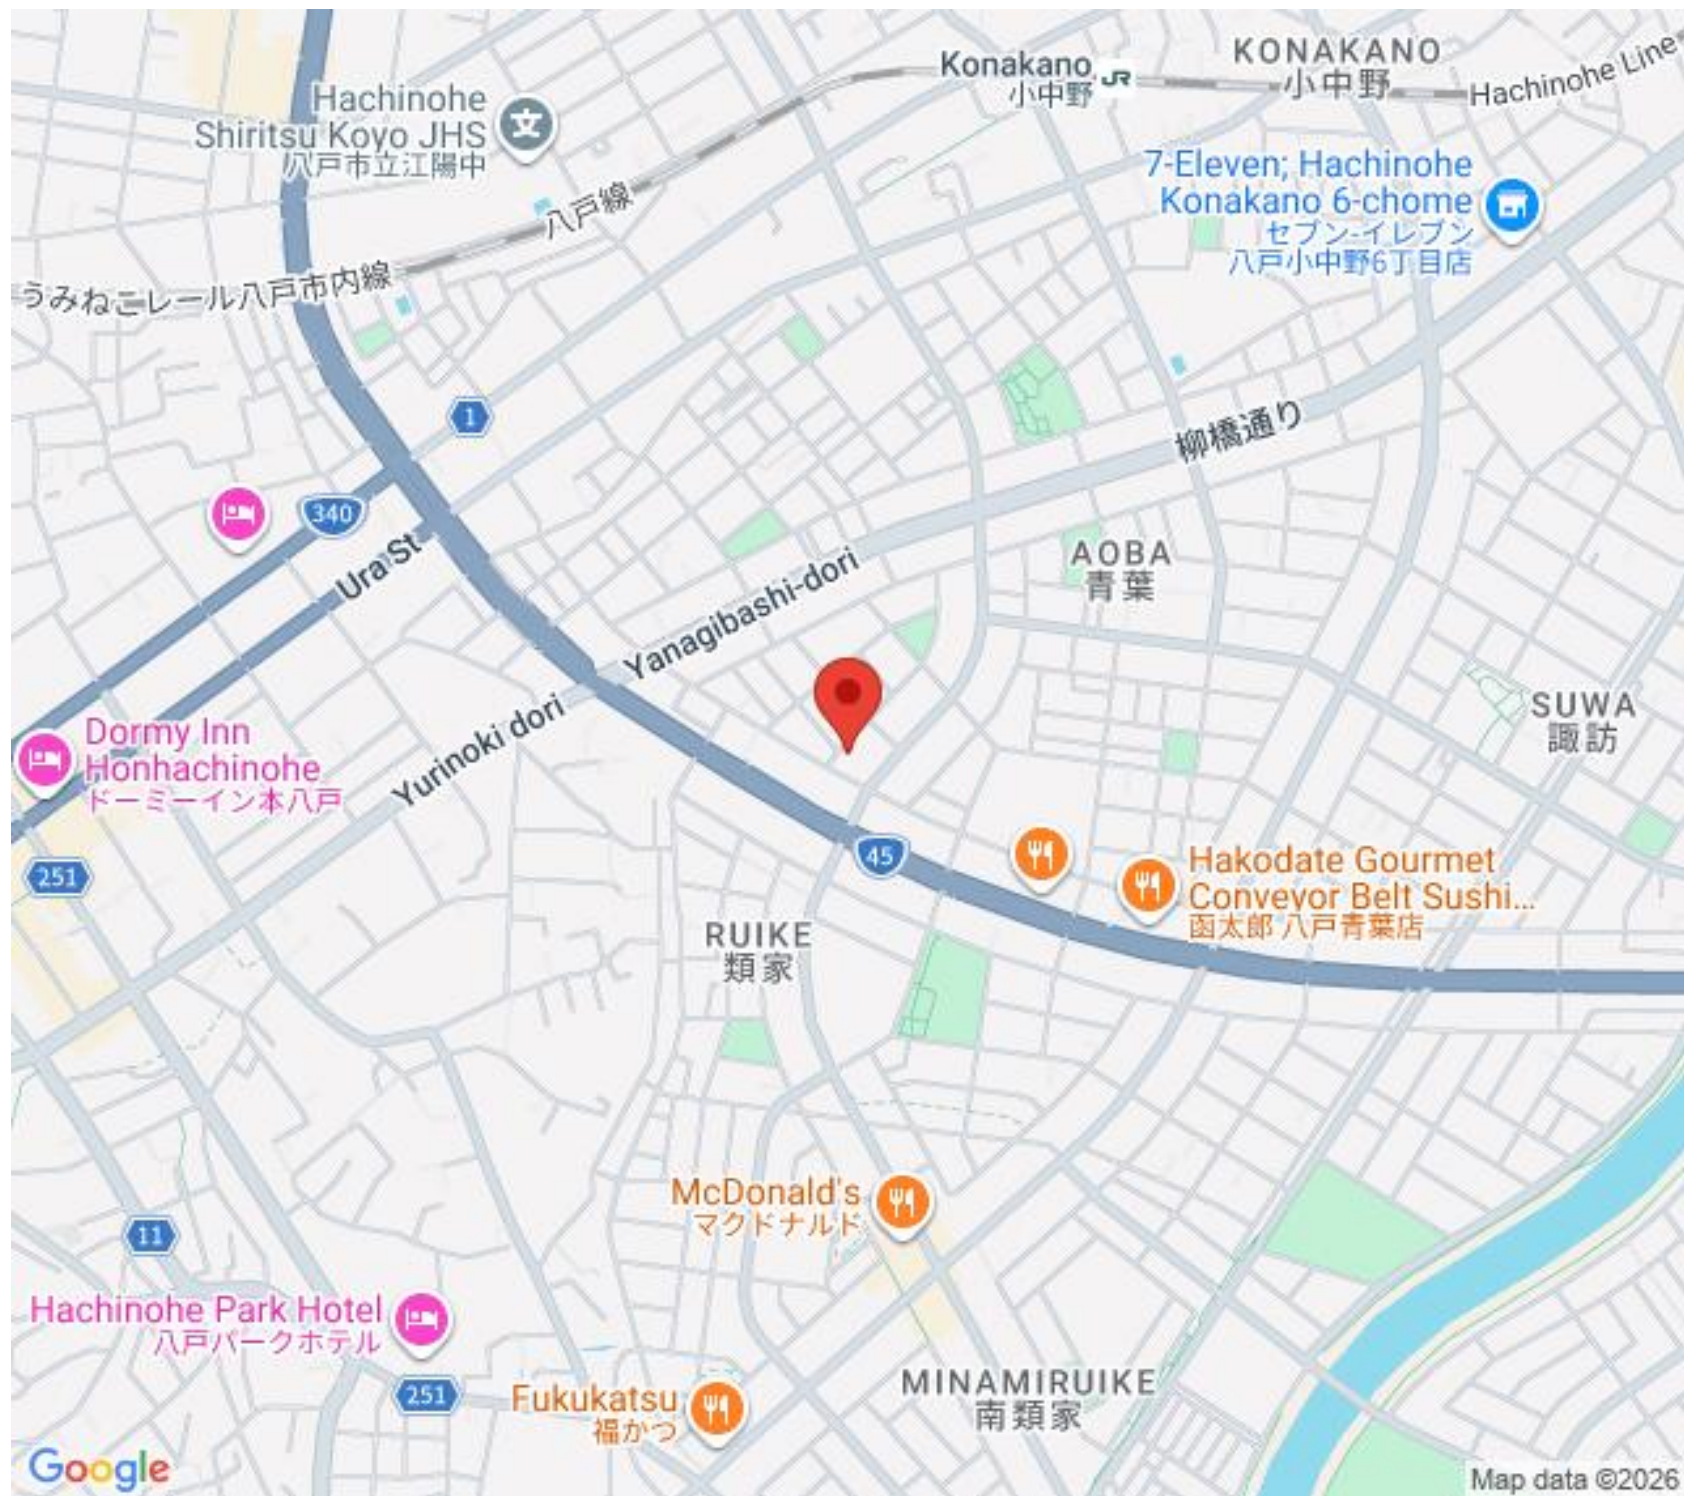 Konakano
小中野
JR
KONAKANO
小中野
Hachinohe Line
Hachinohe
Shiritsu Koyo JHS
八戸市立江陽中
文
7-Eleven; Hachinohe
Konakano 6-chome
セブン-イレブン
八戸小中野6丁目店
八戸線
うみねこレール八戸市内線
1
柳橋通り
340
Ura St
AOBA
青葉
Yanagibashi-dori
SUWA
諏訪
Yurinoki dori
Dormy Inn
Honhachinohe
ドーミーイン本八戸
251
45
Hakodate Gourmet
Conveyor Belt Sushi...
函太郎 八戸青葉店
RUIKE
類家
McDonald's
マクドナルド
11
Hachinohe Park Hotel
八戸パークホテル
251
Fukukatsu
福かつ
MINAMIRUIKE
南類家
Google
Map data ©2026